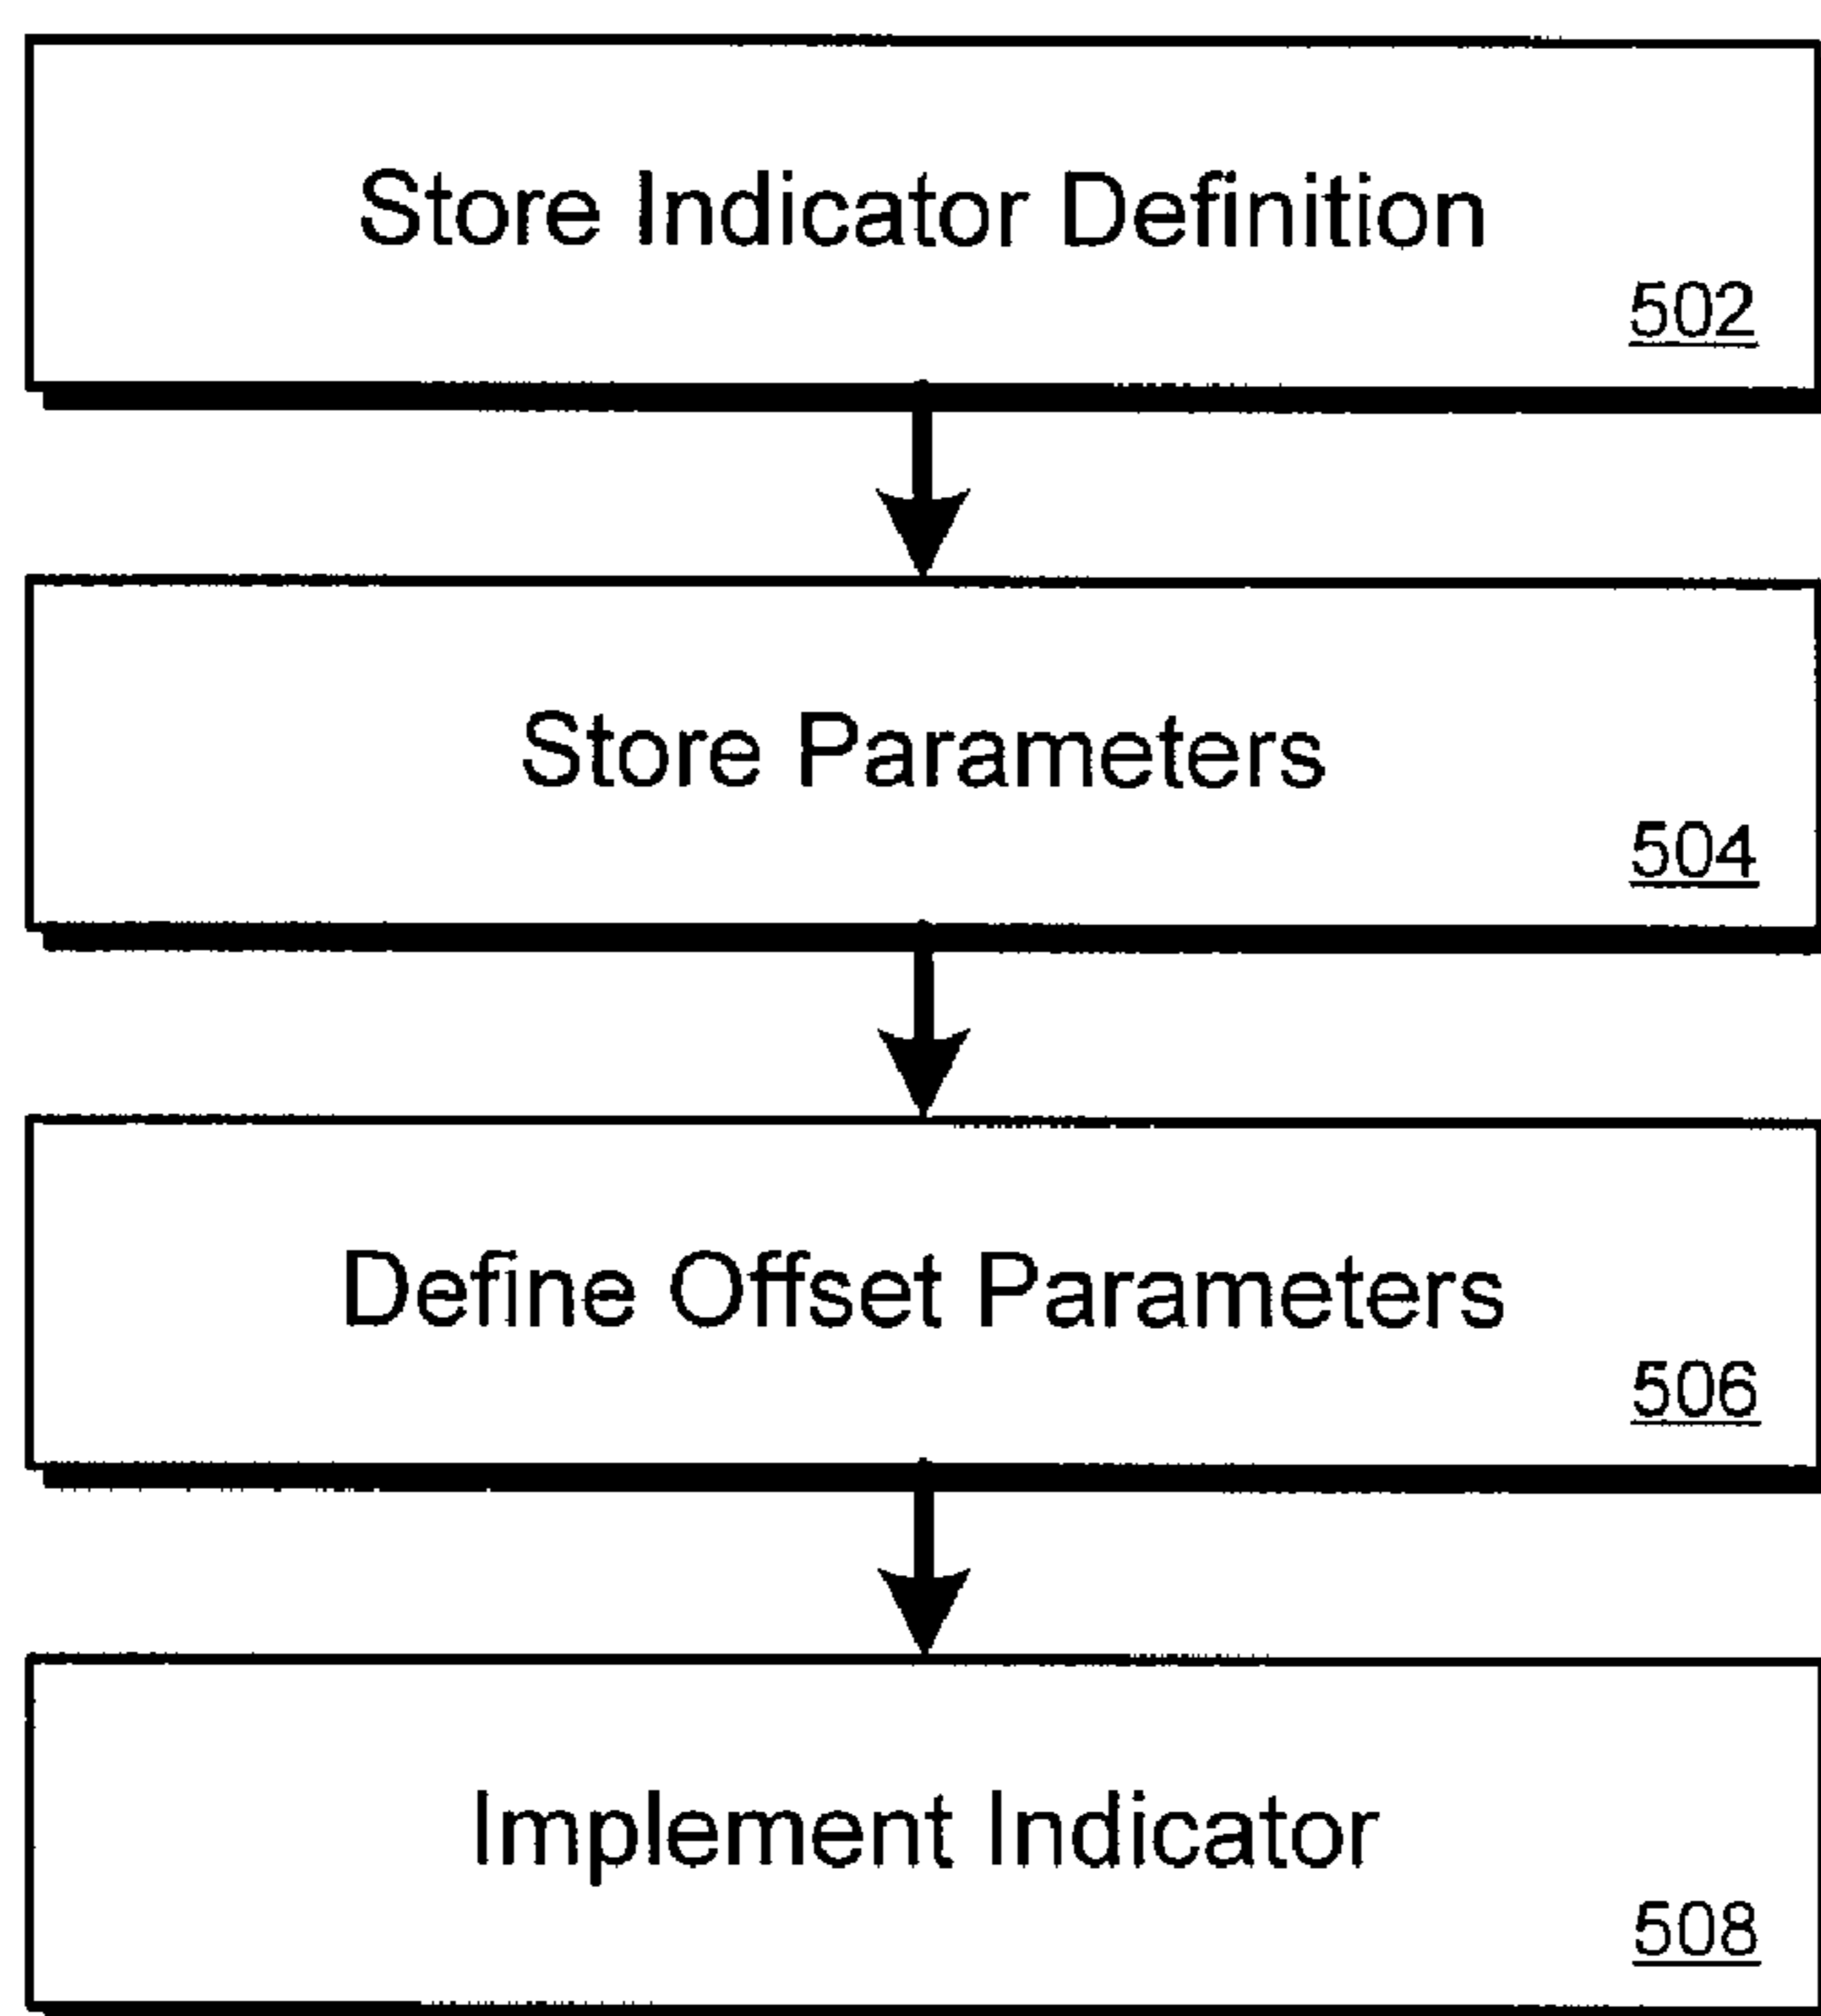 Store Indicator Definition
502
Store Parameters
504
Define Offset Parameters
506
Implement Indicator
508